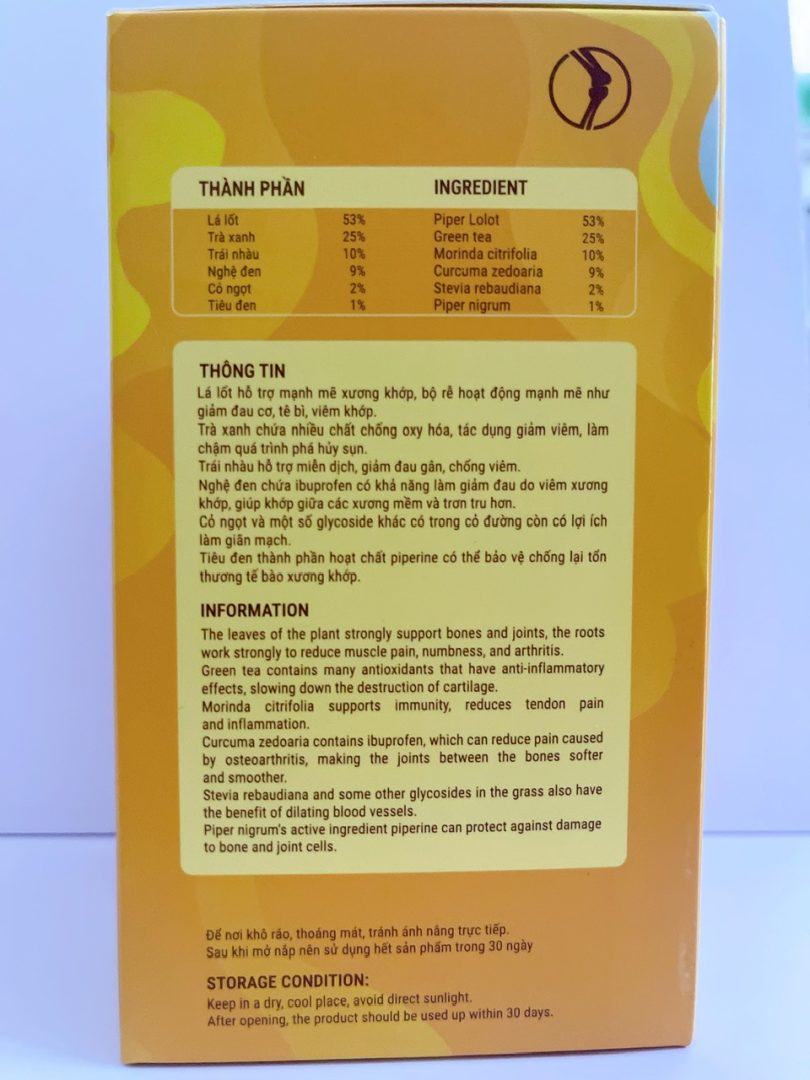 THÀNH PHẦN INGREDIENT
Lá lốt 53% Piper Lolot 53%
Trà xanh 25% Green tea 25%
Trái nhàu 10% Morinda citrifolia 10%
Nghệ đen 9% Curcuma zedoaria 9%
Cỏ ngọt 2% Stevia rebaudiana 2%
Tiêu đen 1% Piper nigrum 1%
THÔNG TIN
Lá lốt hỗ trợ mạnh mẽ xương khớp, bộ rễ hoạt động mạnh mẽ như
giảm đau cơ, tê bì, viêm khớp.
Trà xanh chứa nhiều chất chống oxy hóa, tác dụng giảm viêm, làm
chậm quá trình phá hủy sụn.
Trái nhàu hỗ trợ miễn dịch, giảm đau gân, chống viêm.
Nghệ đen chứa ibuprofen có khả năng làm giảm đau do viêm xương
khớp, giúp khớp giữa các xương mềm và trơn tru hơn.
Cỏ ngọt và một số glycoside khác có trong cỏ đường còn có lợi ích
làm giãn mạch.
Tiêu đen thành phần hoạt chất piperine có thể bảo vệ chống lại tổn
thương tế bào xương khớp.
INFORMATION
The leaves of the plant strongly support bones and joints, the roots
work strongly to reduce muscle pain, numbness, and arthritis.
Green tea contains many antioxidants that have anti-inflammatory
effects, slowing down the destruction of cartilage.
Morinda citrifolia supports immunity, reduces tendon pain
and inflammation.
Curcuma zedoaria contains ibuprofen, which can reduce pain caused
by osteoarthritis, making the joints between the bones softer
and smoother.
Stevia rebaudiana and some other glycosides in the grass also have
the benefit of dilating blood vessels.
Piper nigrum's active ingredient piperine can protect against damage
to bone and joint cells.
Để nơi khô ráo, thoáng mát, tránh ánh nắng trực tiếp.
Sau khi mở nắp nên sử dụng hết sản phẩm trong 30 ngày
STORAGE CONDITION:
Keep in a dry, cool place, avoid direct sunlight.
After opening, the product should be used up within 30 days.